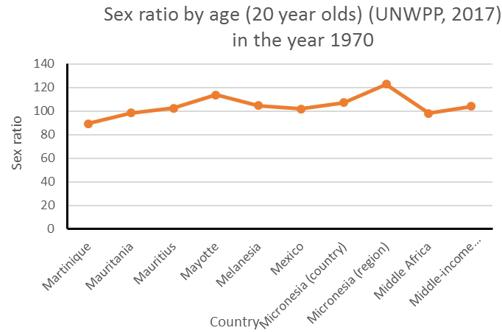 Sex ratio by age (20 year olds) (UNWPP, 2017)
in the year 1970
140
120
100
80
60
40
20
0
Sex ratio
Martinique
Mauritania
Mauritius
Mayotte
Melanesia
Mexico
Micronesia (country)
Micronesia (region)
Middle Africa
Middle-income...
Country